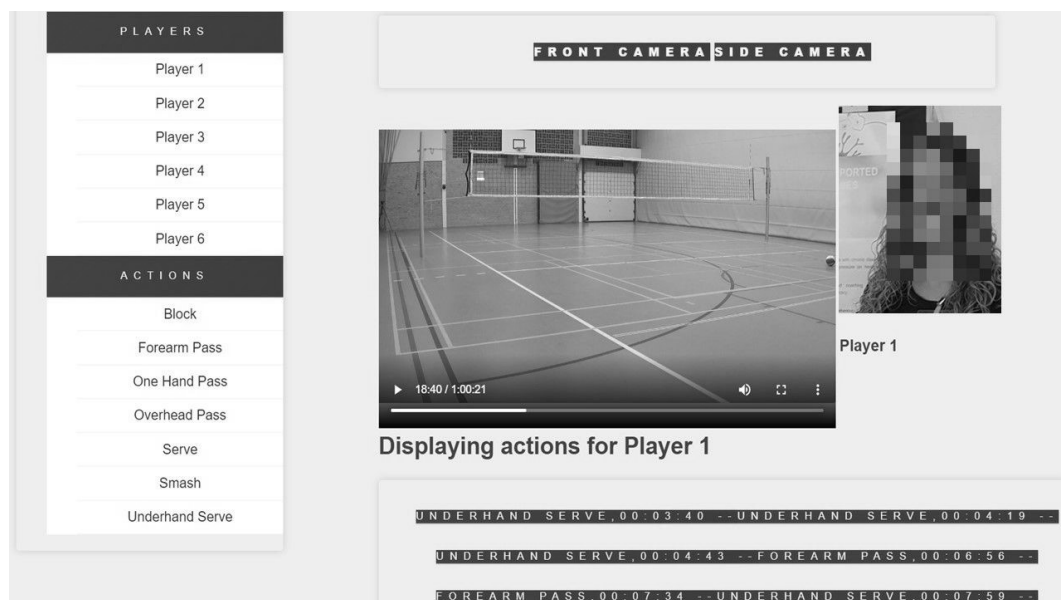 PLAYERS
Player 1
Player 2
Player 3
Player 4
Player 5
Player 6
ACTIONS
Block
Forearm Pass
One Hand Pass
Overhead Pass
Serve
Smash
Underhand Serve
FRONT CAMERA SIDE CAMERA
18:40 / 1:00:21
PORTED
Player 1
Displaying actions for Player 1
UNDERHAND SERVE,00:03:40 --UNDERHAND SERVE,00:04:19 --
UNDERHAND SERVE,00:04:43 --FOREARM PASS,00:06:56 --
FOREARM PASS,00:07:34 --UNDERHAND SERVE,00:07:59 --